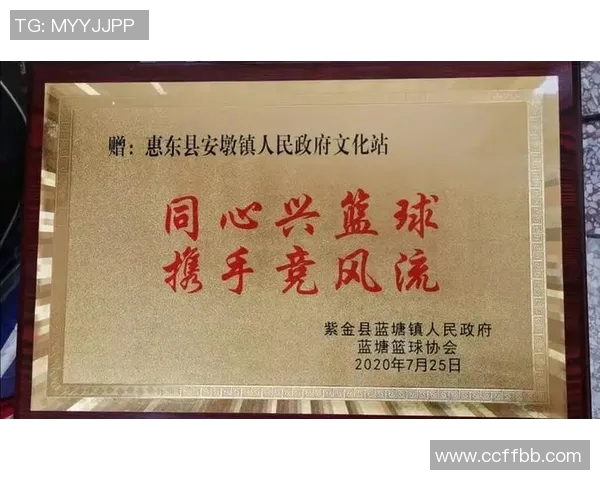 TG: MYYJJPP
赠：惠东县安墩镇人民政府文化站
同心兴篮球
携手竞风流
紫金县蓝塘镇人民政府
蓝塘篮球协会
2020年7月25日
www.ccffbb.com